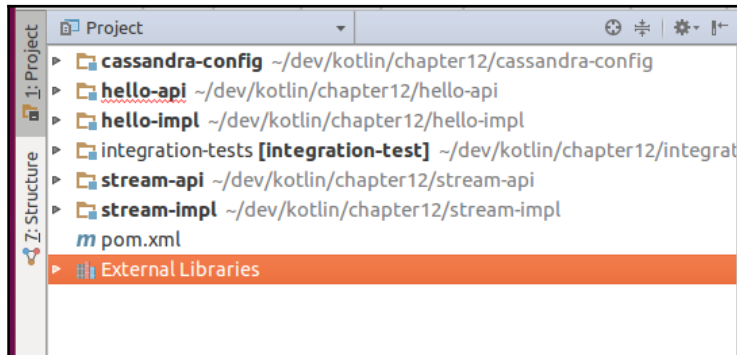 Project
1: Project
7: Structure
cassandra-config ~/dev/kotlin/chapter12/cassandra-config
hello-api ~/dev/kotlin/chapter12/hello-api
hello-impl ~/dev/kotlin/chapter12/hello-impl
integration-tests [integration-test] ~/dev/kotlin/chapter12/integrat
stream-api ~/dev/kotlin/chapter12/stream-api
stream-impl ~/dev/kotlin/chapter12/stream-impl
m pom.xml
External Libraries